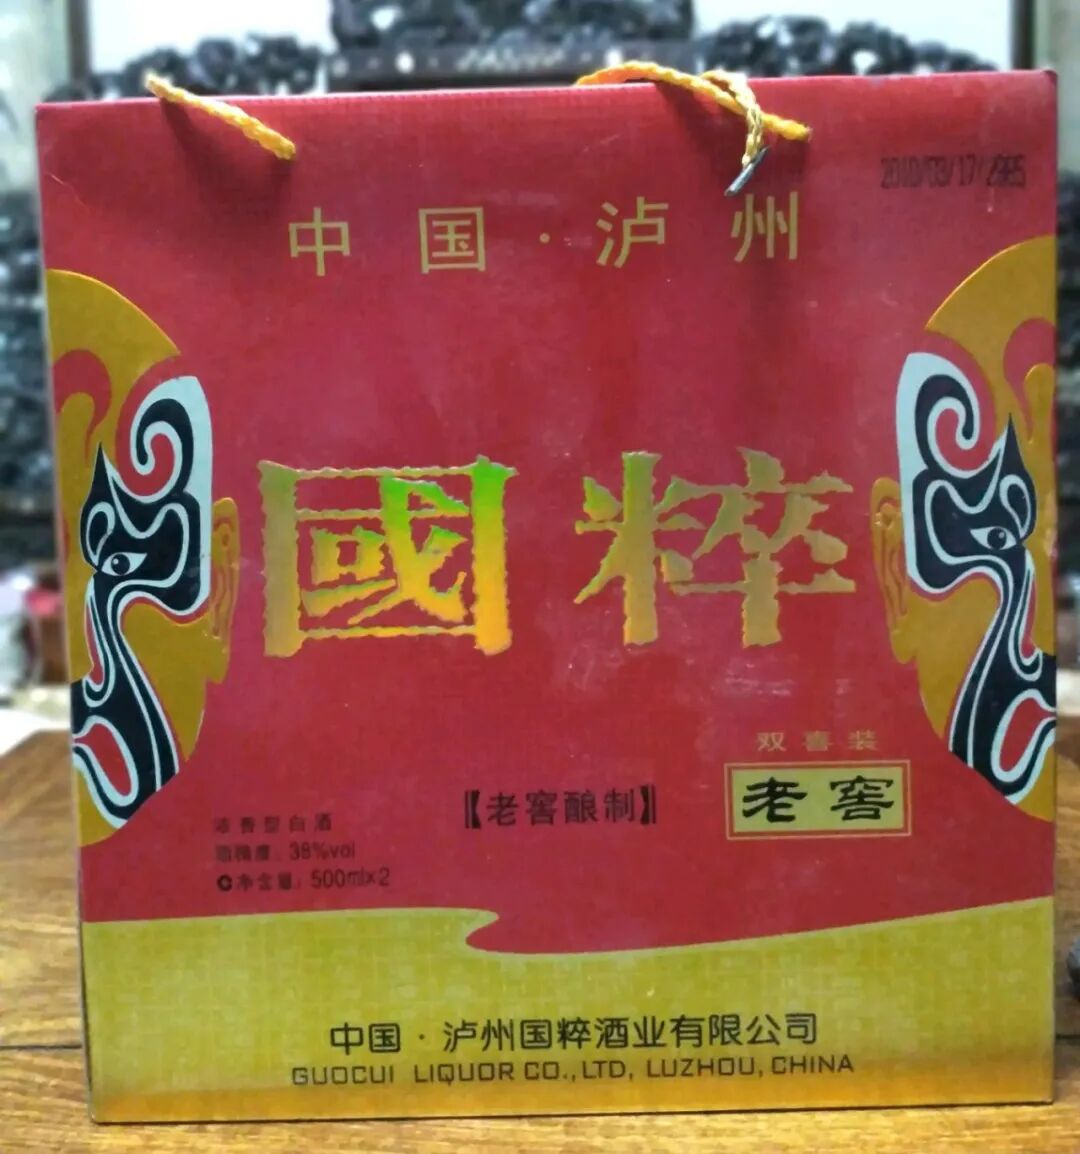 2010/03/17
中国·泸州
國粹
双喜装
老窖
【老窖酿制】
浓香型白酒
酒精度：38%vol
净含量：500ml×2
中国·泸州国粹酒业有限公司
GUOCUI LIQUOR CO.,LTD, LUZHOU, CHINA